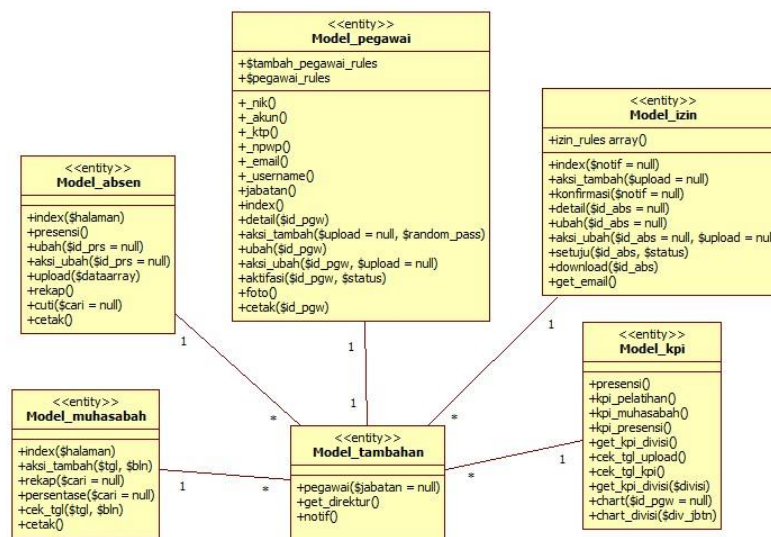 <<entity>>
Model_pegawai
+$tambah_pegawai_rules
+$pegawai_rules
+_nik()
+_akun()
+_ktp()
+_npwp()
+_email()
+_username()
+jabatan()
+index()
+detail($id_pgw)
+aksi_tambah($upload = null, $random_pass)
+ubah($id_pgw)
+aksi_ubah($id_pgw, $upload = null)
+aktifasi($id_pgw, $status)
+foto()
+cetak($id_pgw)
<<entity>>
Model_izin
+izin_rules array()
+index($notif = null)
+aksi_tambah($upload = null)
+konfirmasi($notif = null)
+detail($id_abs = null)
+ubah($id_abs = null)
+aksi_ubah($id_abs = null, $upload = null)
+setuju($id_abs, $status)
+download($id_abs)
+get_email()
<<entity>>
Model_absen
+index($halaman)
+presensi()
+ubah($id_prs = null)
+aksi_ubah($id_prs = null)
+upload($dataarray)
+rekap()
+cuti($cari = null)
+cetak()
1
1
1
<<entity>>
Model_kpi
+presensi()
+kpi_pelatihan()
+kpi_muhasabah()
+kpi_presensi()
+get_kpi_divisi()
+cek_tgl_upload()
+cek_tgl_kpi()
+get_kpi_divisi($divisi)
+chart($id_pgw = null)
+chart_divisi($div_jbtn)
<<entity>>
Model_muhasabah
+index($halaman)
+aksi_tambah($tgl, $bln)
+rekap($cari = null)
+persentase($cari = null)
+cek_tgl($tgl, $bln)
+cetak()
*
1
*
<<entity>>
Model_tambahan
+pegawai($jabatan = null)
+get_direktur()
+notif()
1
*
*
1